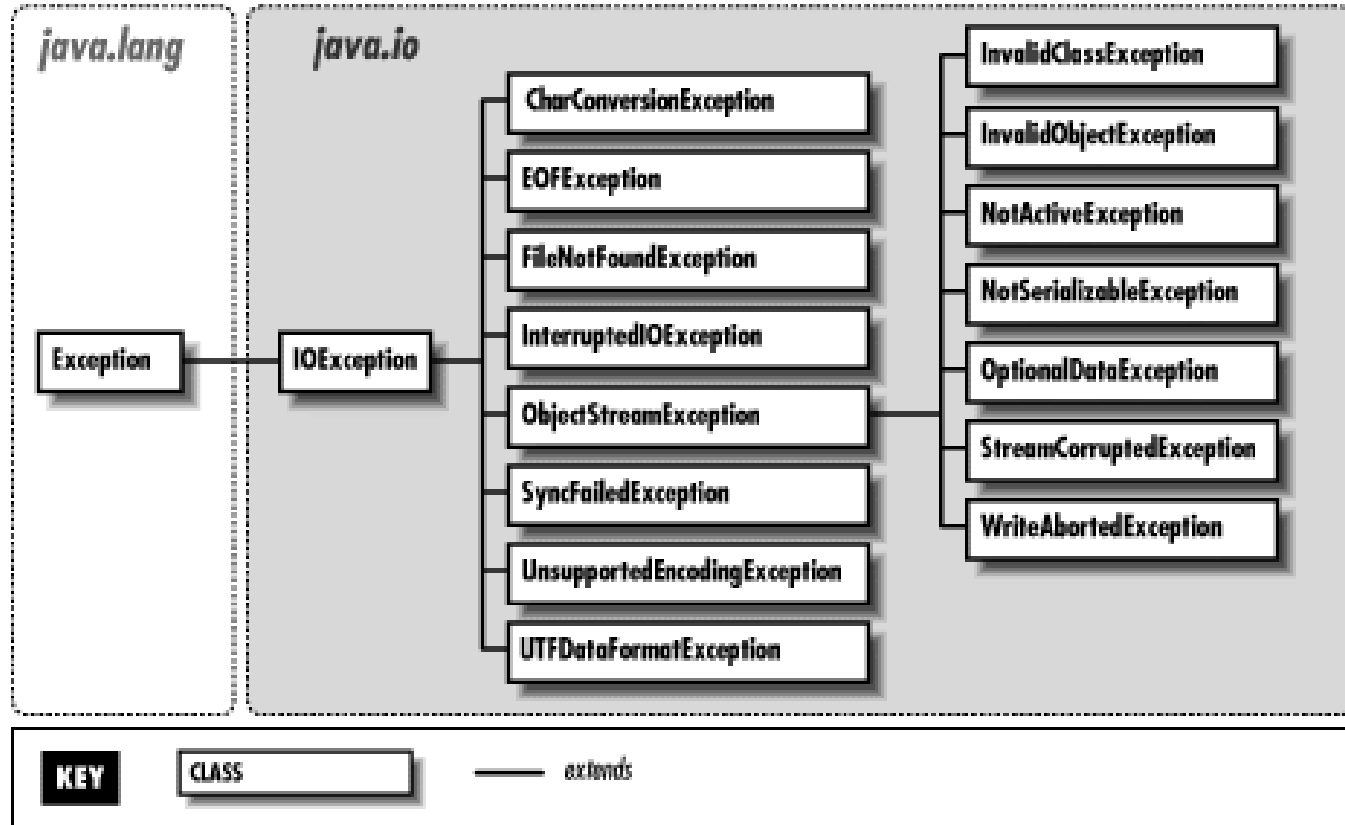 java.lang
java.io
Exception
IOException
CharConversionException
EOFException
FileNotFoundException
InterruptedIOException
ObjectStreamException
SyncFailedException
UnsupportedEncodingException
UTFDataFormatException
InvalidClassException
InvalidObjectException
NotActiveException
NotSerializableException
OptionalDataException
StreamCorruptedException
WriteAbortedException
KEY
CLASS
extends